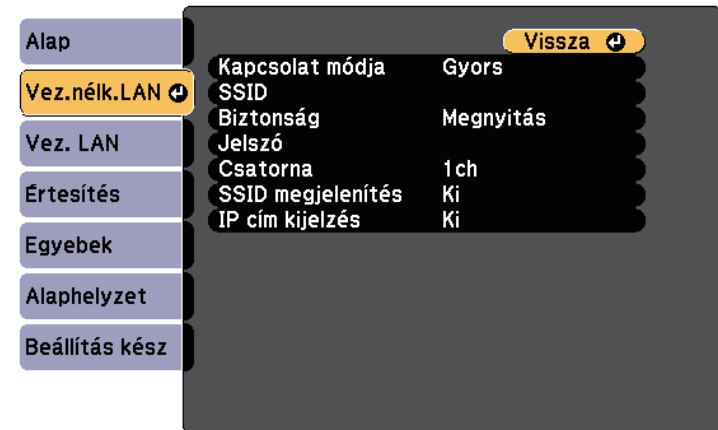 Alap
Vez.nélk.LAN
Vez. LAN
Értesítés
Egyebek
Alaphelyzet
Beállítás kész
Vissza
Kapcsolat módja Gyors
SSID
Biztonság Megnyitás
Jelszó
Csatorna 1ch
SSID megjelenítés Ki
IP cím kijelzés Ki